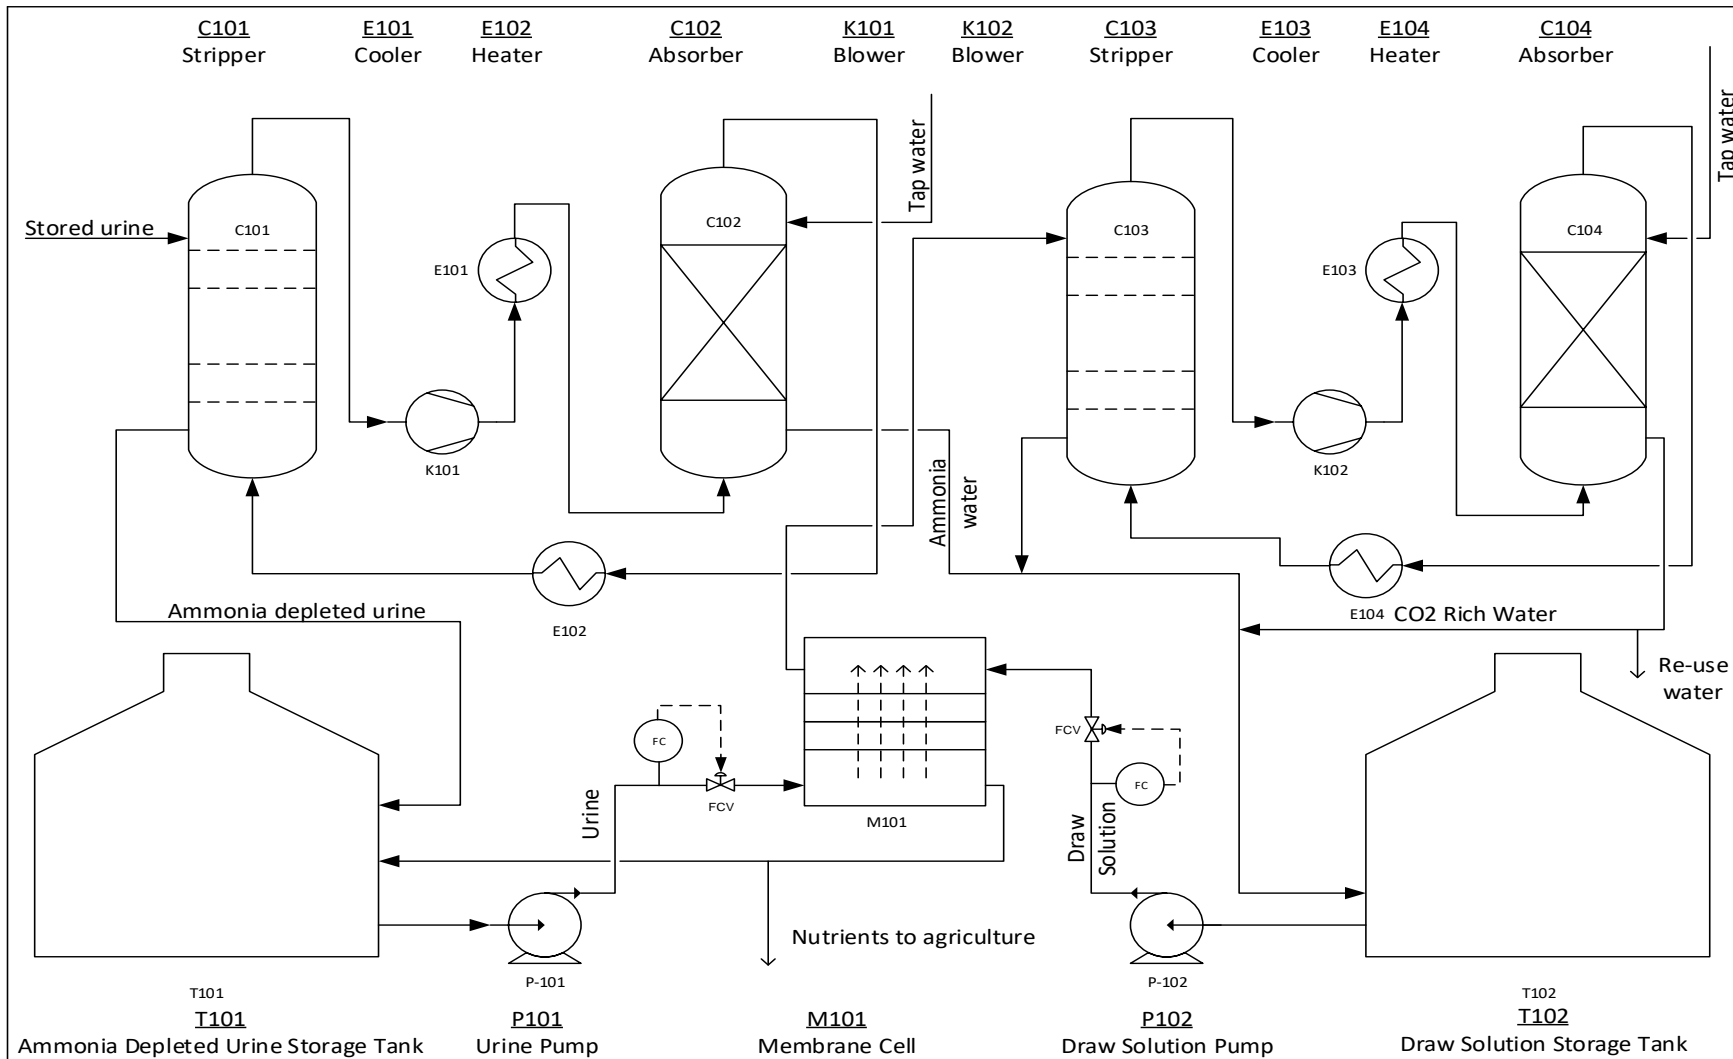 C101
Stripper
E101
Cooler
E102
Heater
C102
Absorber
K101
Blower
K102
Blower
C103
Stripper
E103
Cooler
E104
Heater
C104
Absorber
Tap water
Tap water
Stored urine
C101
C102
C103
C104
E101
E103
K101
K102
Ammonia
water
E102
E104
CO2 Rich Water
Ammonia depleted urine
Re-use
water
FC
FCV
FCV
FC
Urine
M101
Draw
Solution
Nutrients to agriculture
P-101
P-102
T101
T102
T101
Ammonia Depleted Urine Storage Tank
P101
Urine Pump
M101
Membrane Cell
P102
Draw Solution Pump
T102
Draw Solution Storage Tank